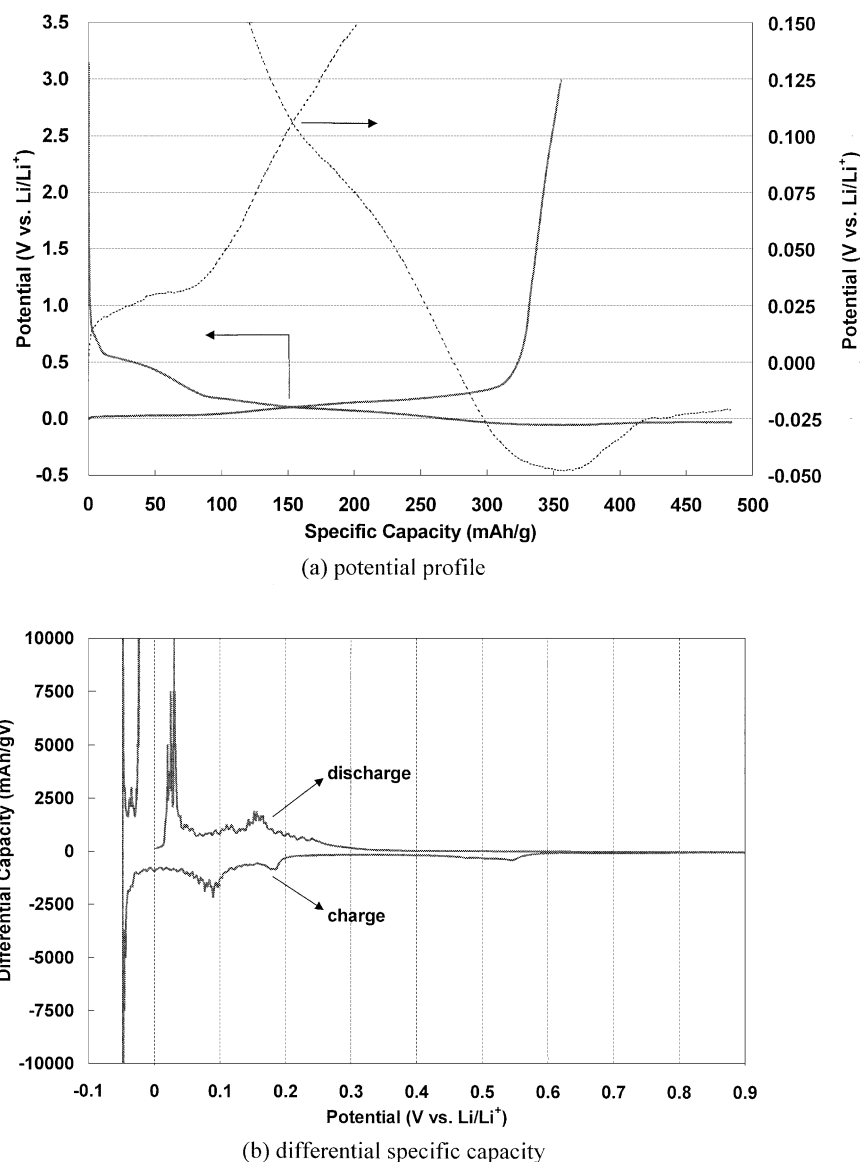 3.5
3.0
2.5
2.0
1.5
1.0
0.5
0.0
-0.5
Potential (V vs. Li/Li+)
0.150
0.125
0.100
0.075
0.050
0.025
0.000
-0.025
-0.050
Potential (V vs. Li/Li+)
0 50 100 150 200 250 300 350 400 450 500
Specific Capacity (mAh/g)
(a) potential profile
10000
7500
5000
2500
0
-2500
-5000
-7500
-10000
Differential Capacity (mAh/gV)
discharge
charge
-0.1 0 0.1 0.2 0.3 0.4 0.5 0.6 0.7 0.8 0.9
Potential (V vs. Li/Li+)
(b) differential specific capacity